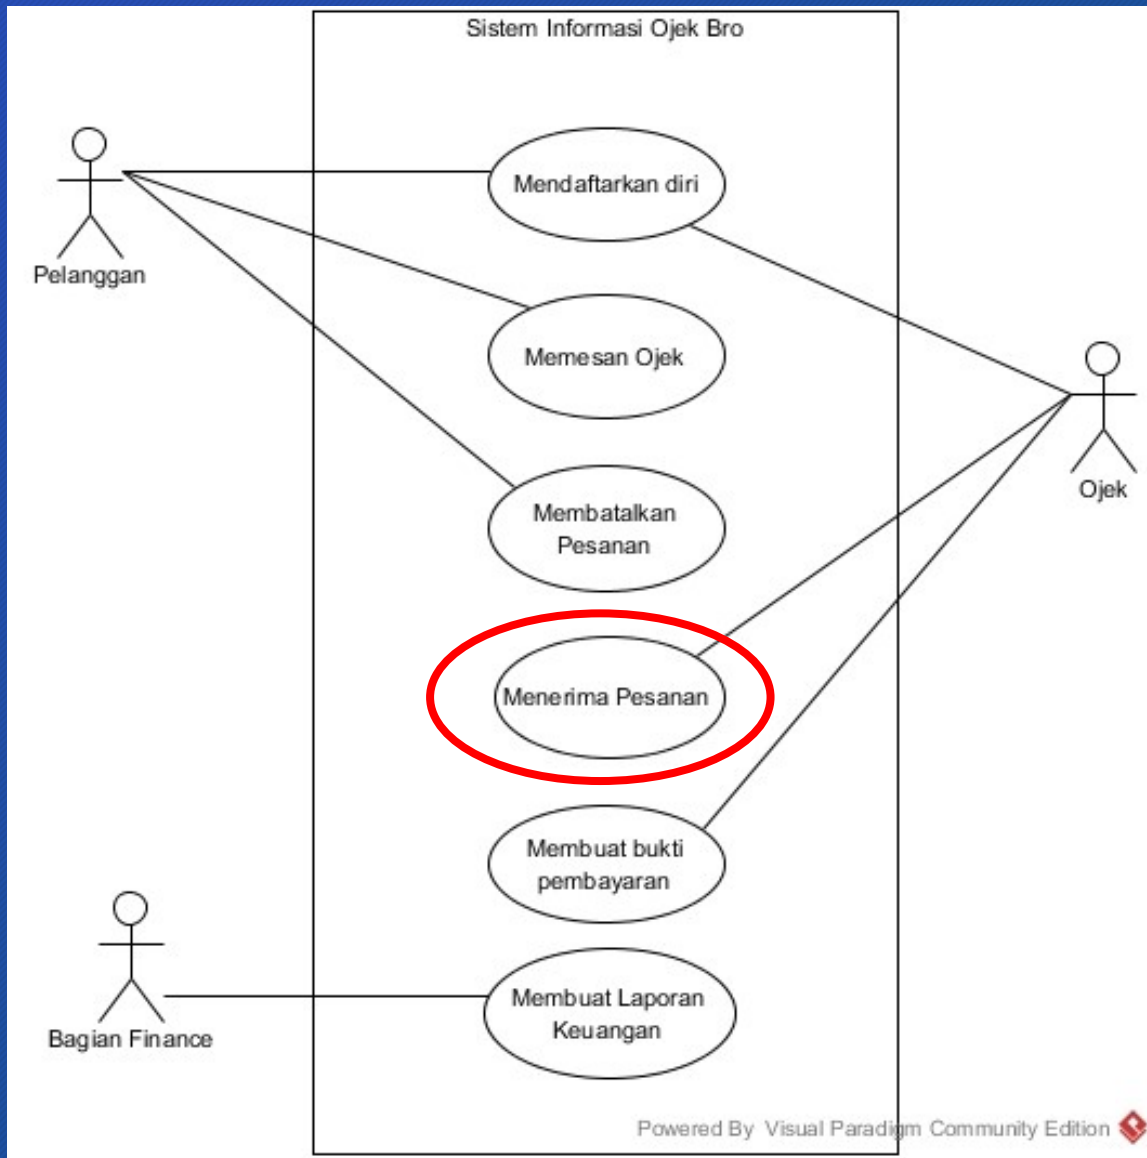 Sistem Informasi Ojek Bro
Mendaftarkan diri
Pelanggan
Memesan Ojek
Ojek
Membatalkan
Pesanan
Menerima Pesanan
Membuat bukti
pembayaran
Membuat Laporan
Keuangan
Bagian Finance
Powered By Visual Paradigm Community Edition